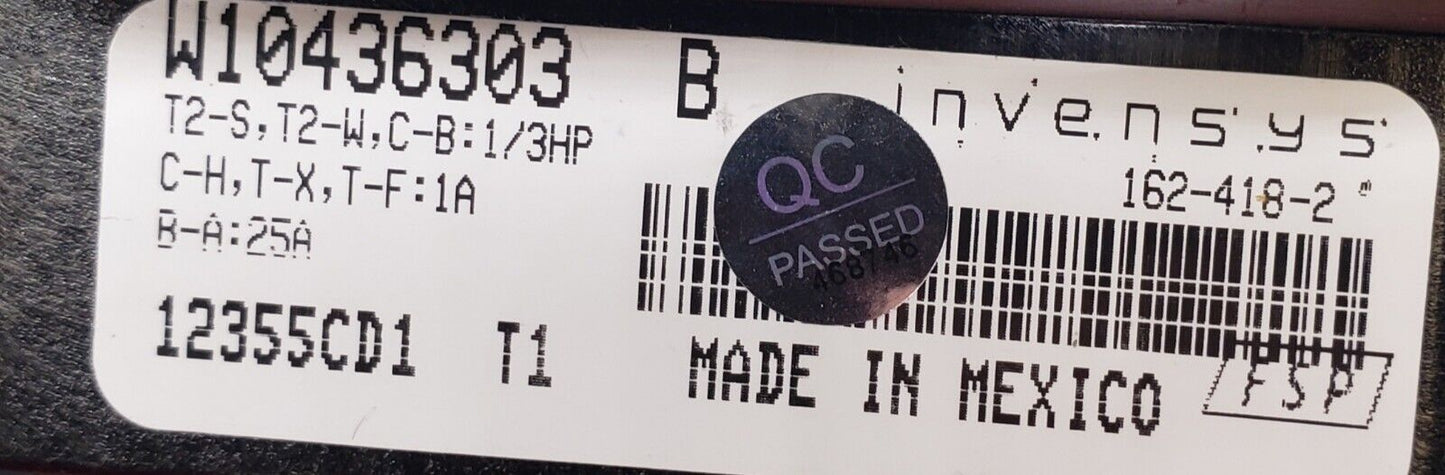 W10436303 B invensys
T2-S,T2-W,C-B:1/3HP
162-418-2
C-H,T-X,T-F:1A
B-A:25A
QC
PASSED
468746
12355CD1 T1 MADE IN MEXICO FSP